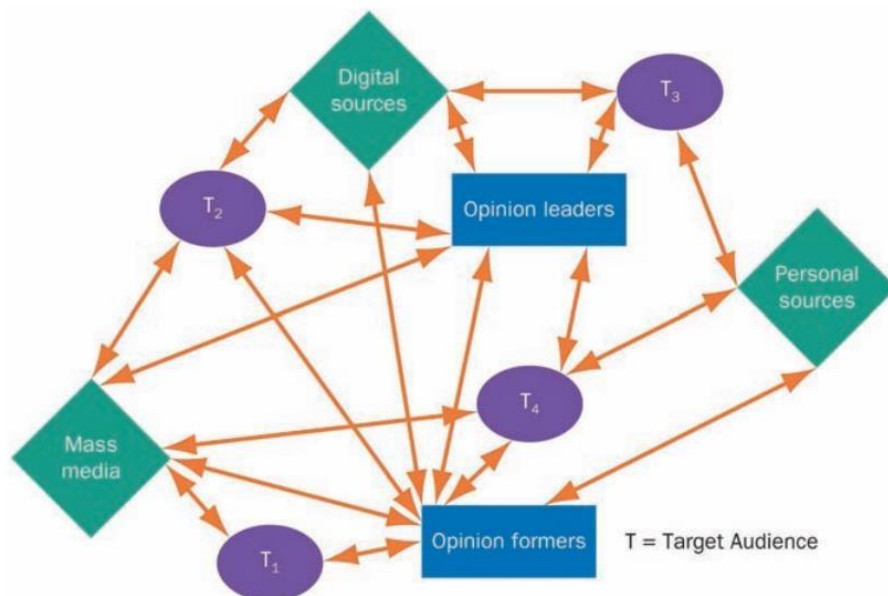 Digital
sources
T₃
T₂
Opinion leaders
Personal
sources
T₄
Mass
media
Opinion formers
T = Target Audience
T₁